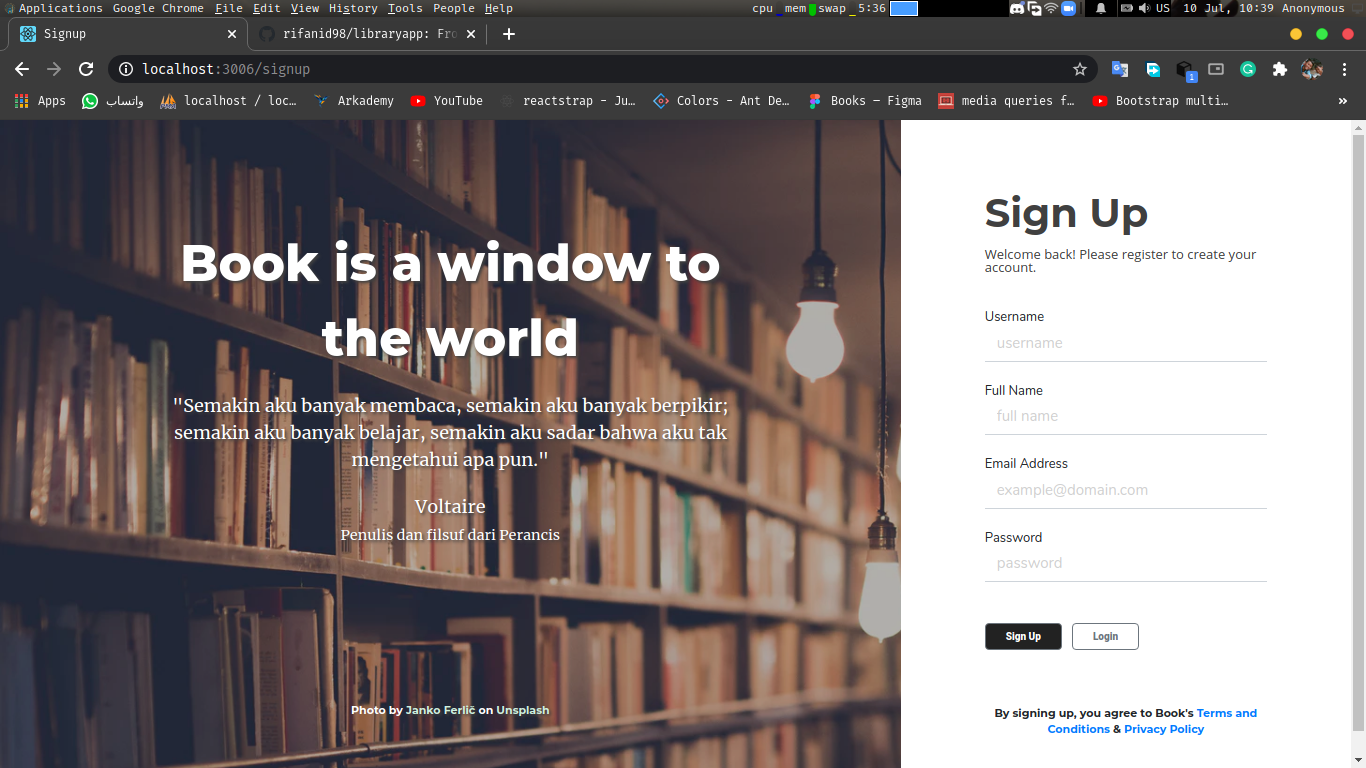 Applications Google Chrome File Edit View History Tools People Help cpu mem swap 5:36 US 10 Jul, 10:39 Anonymous
Signup rifanid98/libraryapp: Fro
localhost:3006/signup
1
Apps واتساب localhost / loc… Arkademy YouTube reactstrap - Ju… Colors - Ant De… Books – Figma media queries f… Bootstrap multi… »
Book is a window to
the world
"Semakin aku banyak membaca, semakin aku banyak berpikir;
semakin aku banyak belajar, semakin aku sadar bahwa aku tak
mengetahui apa pun."
Voltaire
Penulis dan filsuf dari Perancis
Photo by Janko Ferlič on Unsplash
Sign Up
Welcome back! Please register to create your
account.
Username
username
Full Name
full name
Email Address
example@domain.com
Password
password
Sign Up Login
By signing up, you agree to Book's Terms and
Conditions & Privacy Policy